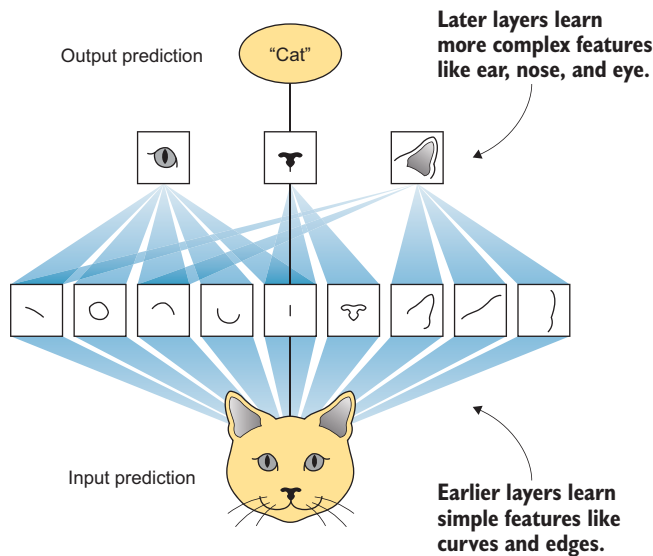 Output prediction
“Cat”
Later layers learn
more complex features
like ear, nose, and eye.
Input prediction
Earlier layers learn
simple features like
curves and edges.